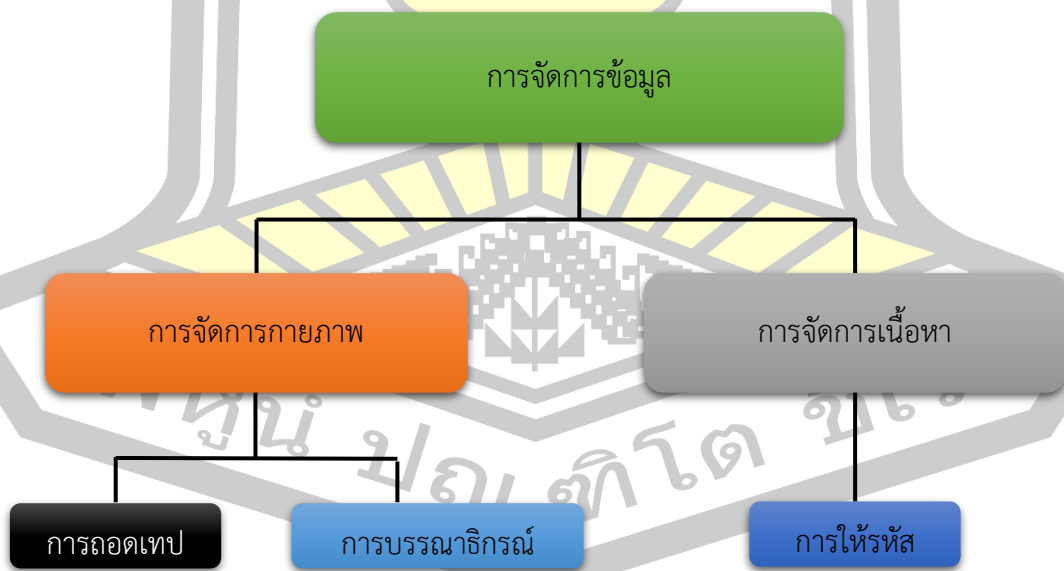 การจัดการข้อมูล
การจัดการกายภาพ
การจัดการเนื้อหา
การถอดเทป
การบรรณาธิกรณ์
การให้รหัส